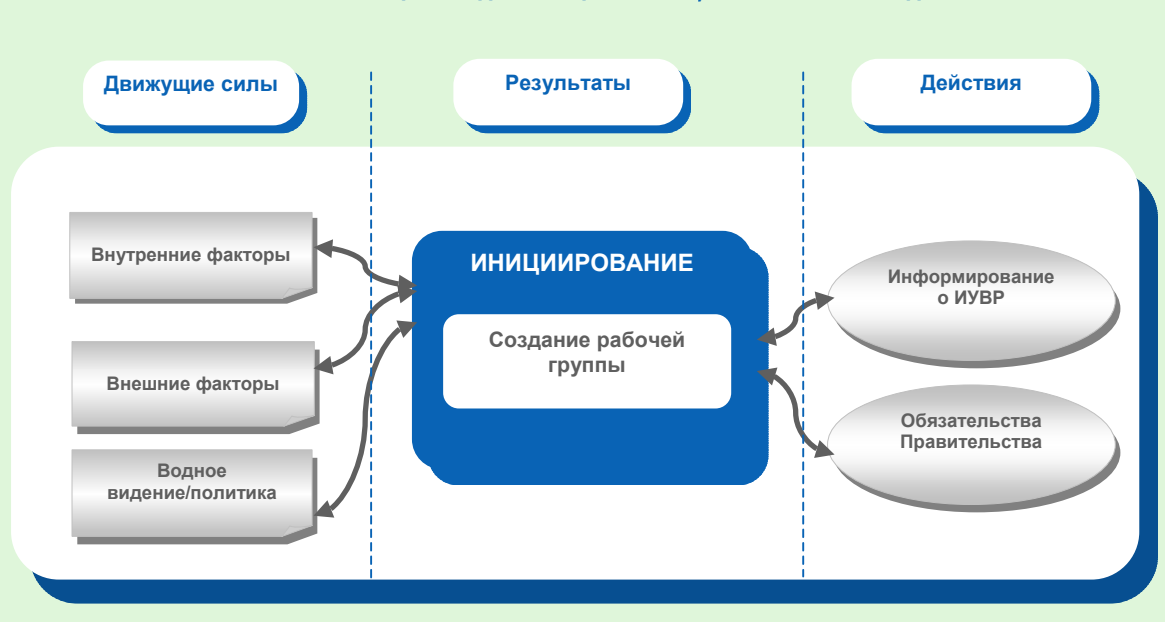 Движущие силы
Результаты
Действия
Внутренние факторы
Внешние факторы
Водное
видение/политика
ИНИЦИИРОВАНИЕ
Создание рабочей
группы
Информирование
о ИУВР
Обязательства
Правительства